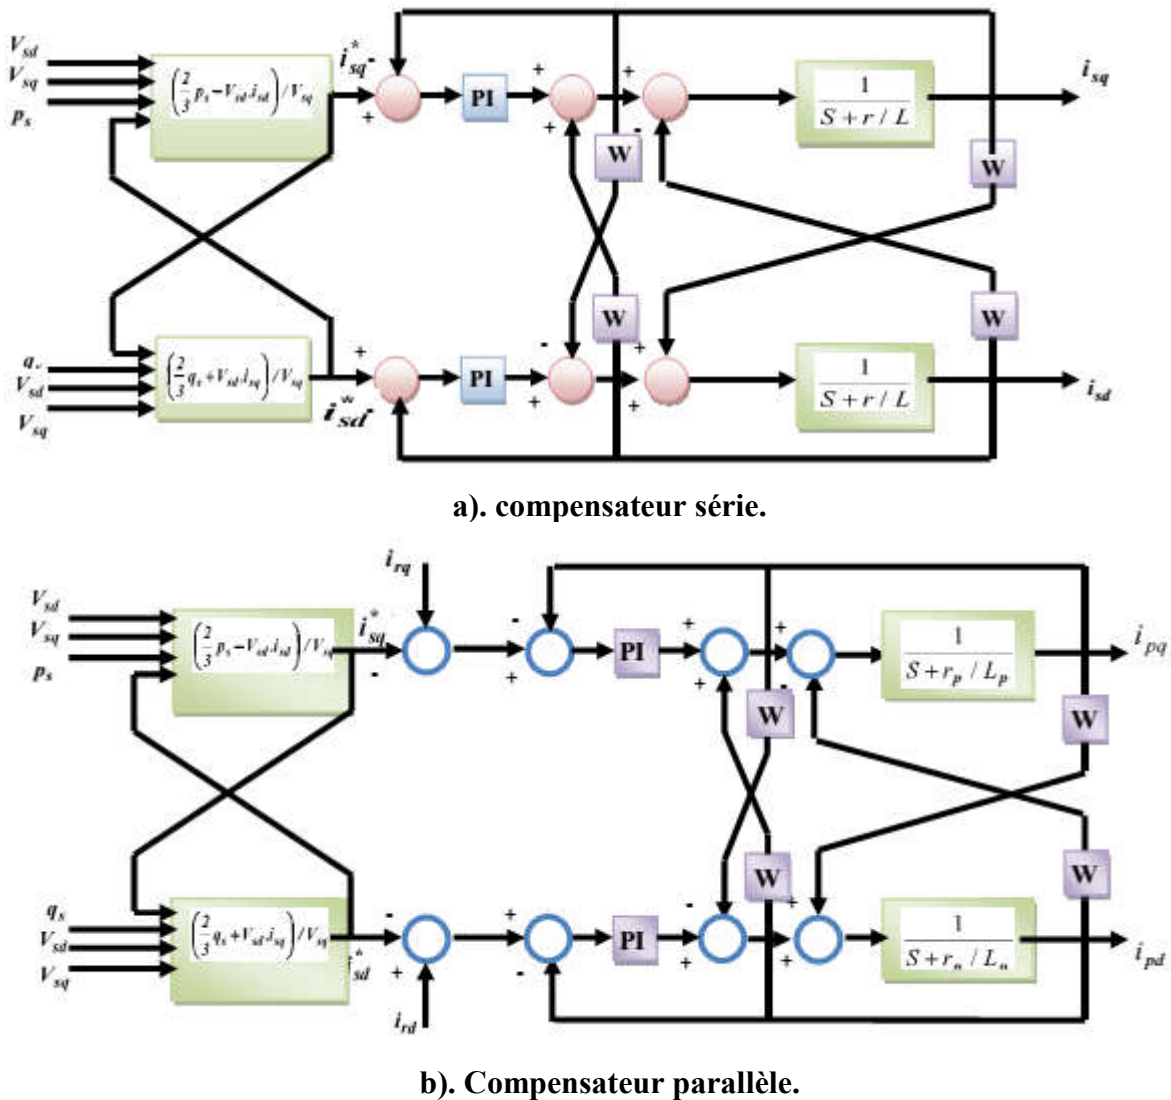 V_sd
V_sq
p_s
(2/3 p_s − V_sd.i_sd)/V_sq
i*_sq -
+
PI
+
+
+
-
W
1
S + r / L
W
i_sq
q_s
V_sd
V_sq
(2/3 q_s + V_sd.i_sq)/V_sq
+
i*_sd -
PI
-
+
W
+
+
1
S + r / L
W
i_sd
a). compensateur série.
i_rq
V_sd
V_sq
p_s
(2/3 p_s − V_sd.i_sd)/V_sq
i*_sq
-
-
+
PI
+
+
+
-
W
1
S + r_p / L_p
W
i_pq
q_s
V_sd
V_sq
(2/3 q_s + V_sd.i_sq)/V_sq
i*_sd
-
+
i_rd
+
-
PI
-
+
W
+
+
1
S + r_n / L_n
W
i_pd
b). Compensateur parallèle.